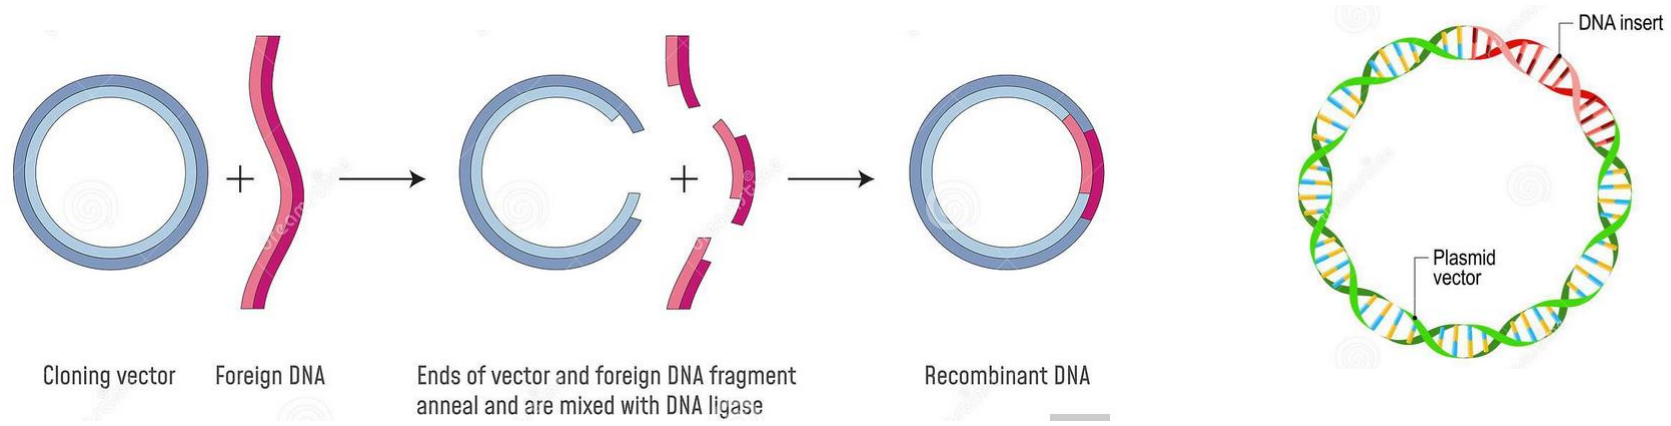 DNA insert
Plasmid
vector
Cloning vector
Foreign DNA
Ends of vector and foreign DNA fragment
anneal and are mixed with DNA ligase
Recombinant DNA